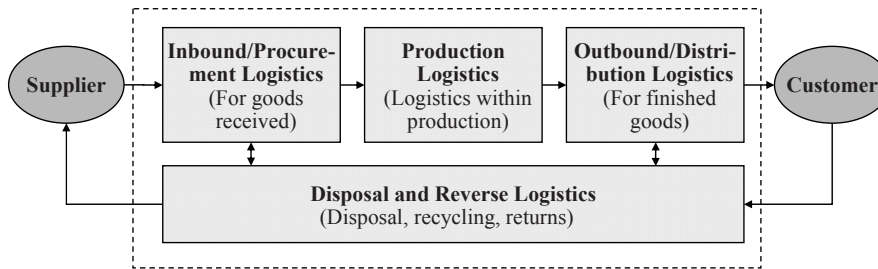 Supplier
Inbound/Procure-
ment Logistics
(For goods
received)
Production
Logistics
(Logistics within
production)
Outbound/Distri-
bution Logistics
(For finished
goods)
Customer
Disposal and Reverse Logistics
(Disposal, recycling, returns)